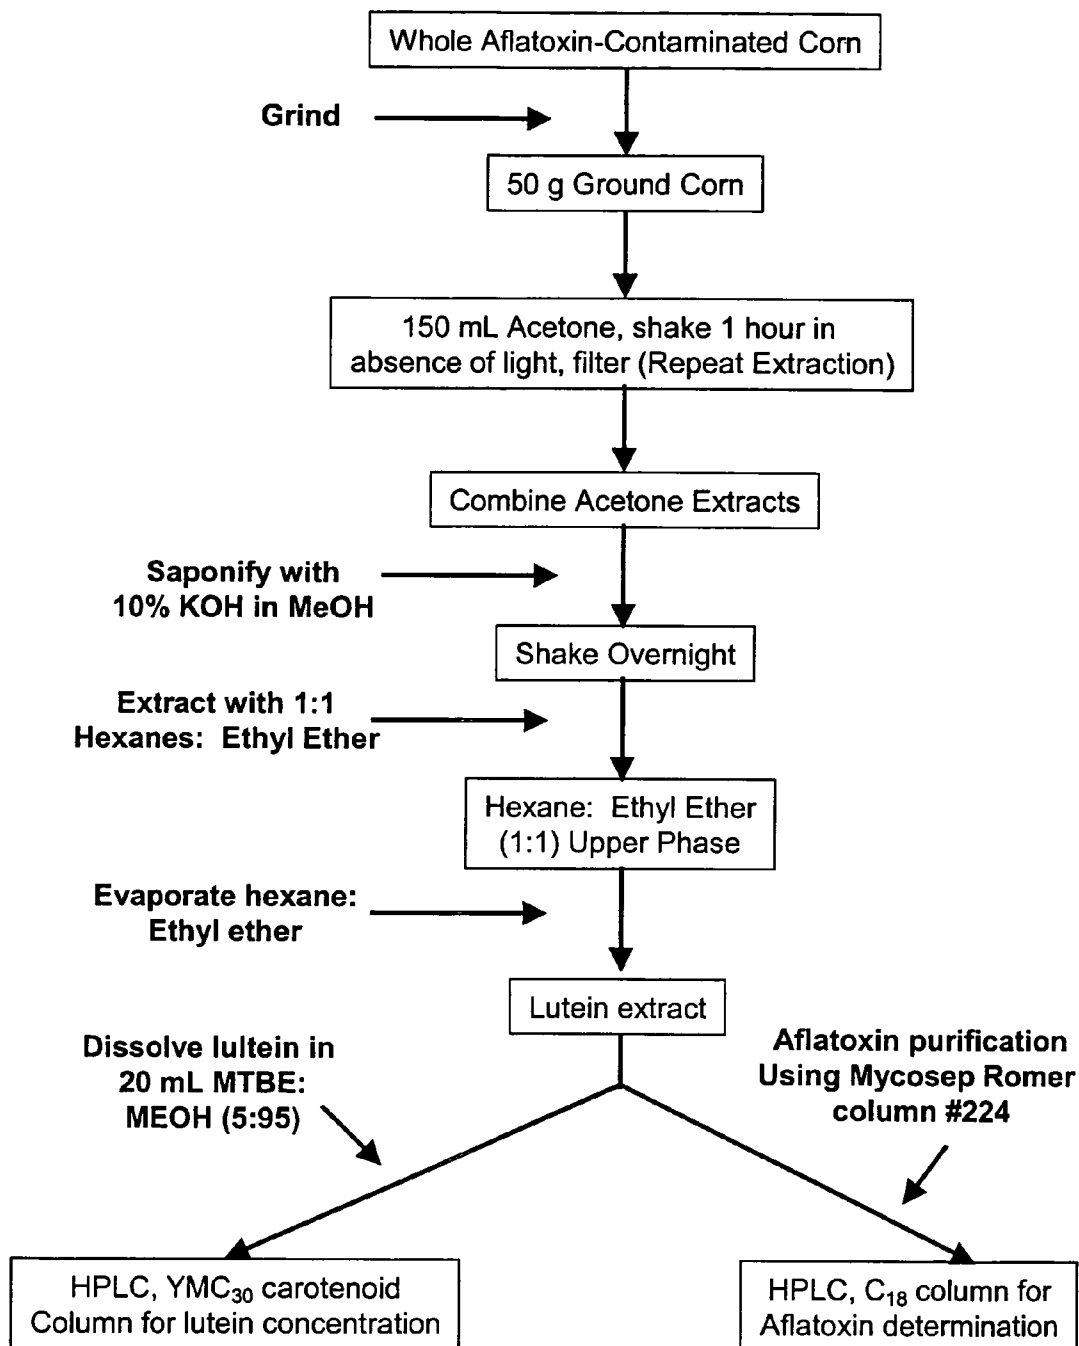 Whole Aflatoxin-Contaminated Corn
Grind
50 g Ground Corn
150 mL Acetone, shake 1 hour in
absence of light, filter (Repeat Extraction)
Combine Acetone Extracts
Saponify with
10% KOH in MeOH
Shake Overnight
Extract with 1:1
Hexanes: Ethyl Ether
Hexane: Ethyl Ether
(1:1) Upper Phase
Evaporate hexane:
Ethyl ether
Lutein extract
Dissolve lultein in
20 mL MTBE:
MEOH (5:95)
Aflatoxin purification
Using Mycosep Romer
column #224
HPLC, YMC₃₀ carotenoid
Column for lutein concentration
HPLC, C₁₈ column for
Aflatoxin determination